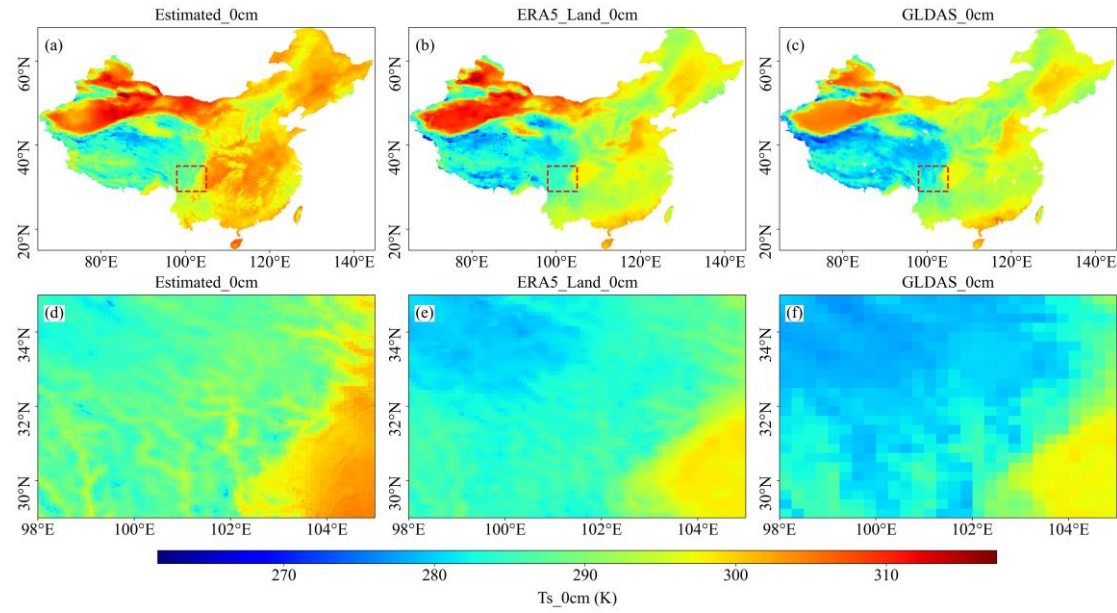 Estimated_0cm ERA5_Land_0cm GLDAS_0cm
(a) (b) (c)
60°N 60°N 60°N
40°N 40°N 40°N
20°N 20°N 20°N
80°E 100°E 120°E 140°E 80°E 100°E 120°E 140°E 80°E 100°E 120°E 140°E
Estimated_0cm ERA5_Land_0cm GLDAS_0cm
(d) (e) (f)
34°N 34°N 34°N
32°N 32°N 32°N
30°N 30°N 30°N
98°E 100°E 102°E 104°E 98°E 100°E 102°E 104°E 98°E 100°E 102°E 104°E
270 280 290 300 310
Ts_0cm (K)